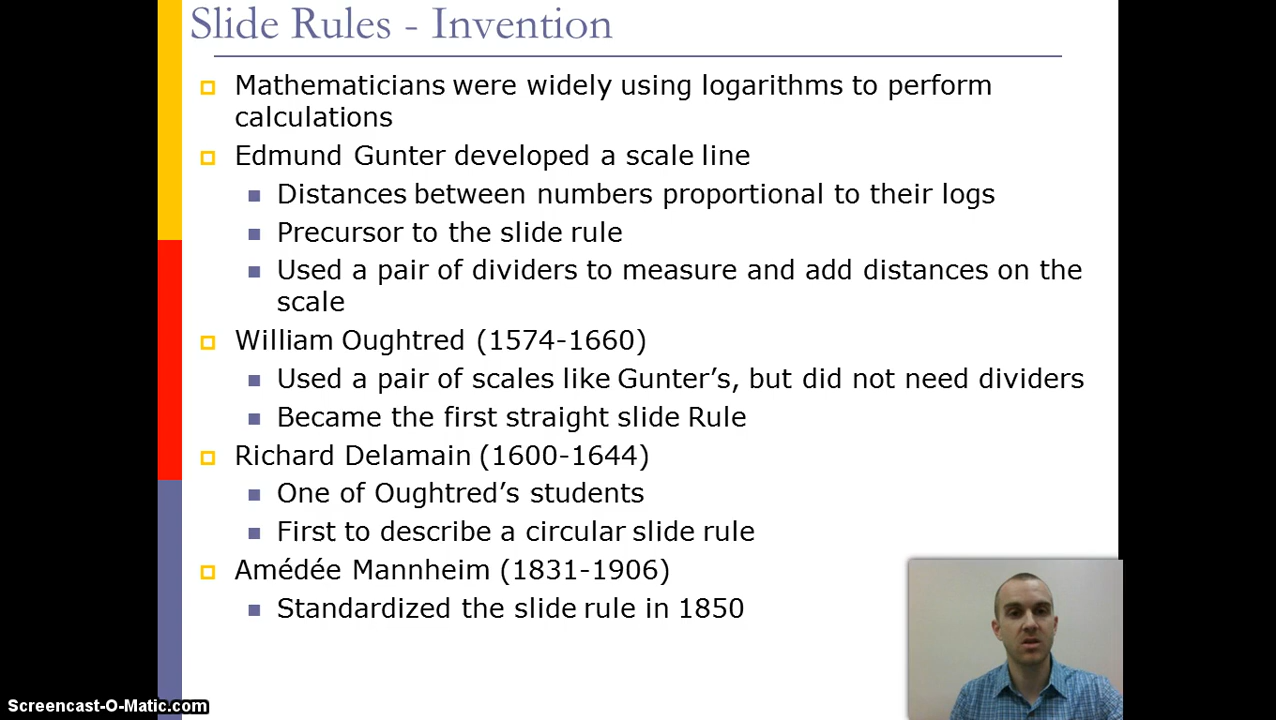 Slide Rules - Invention
Mathematicians were widely using logarithms to perform
calculations
Edmund Gunter developed a scale line
Distances between numbers proportional to their logs
Precursor to the slide rule
Used a pair of dividers to measure and add distances on the
scale
William Oughtred (1574-1660)
Used a pair of scales like Gunter’s, but did not need dividers
Became the first straight slide Rule
Richard Delamain (1600-1644)
One of Oughtred’s students
First to describe a circular slide rule
Amédée Mannheim (1831-1906)
Standardized the slide rule in 1850
Screencast-O-Matic.com